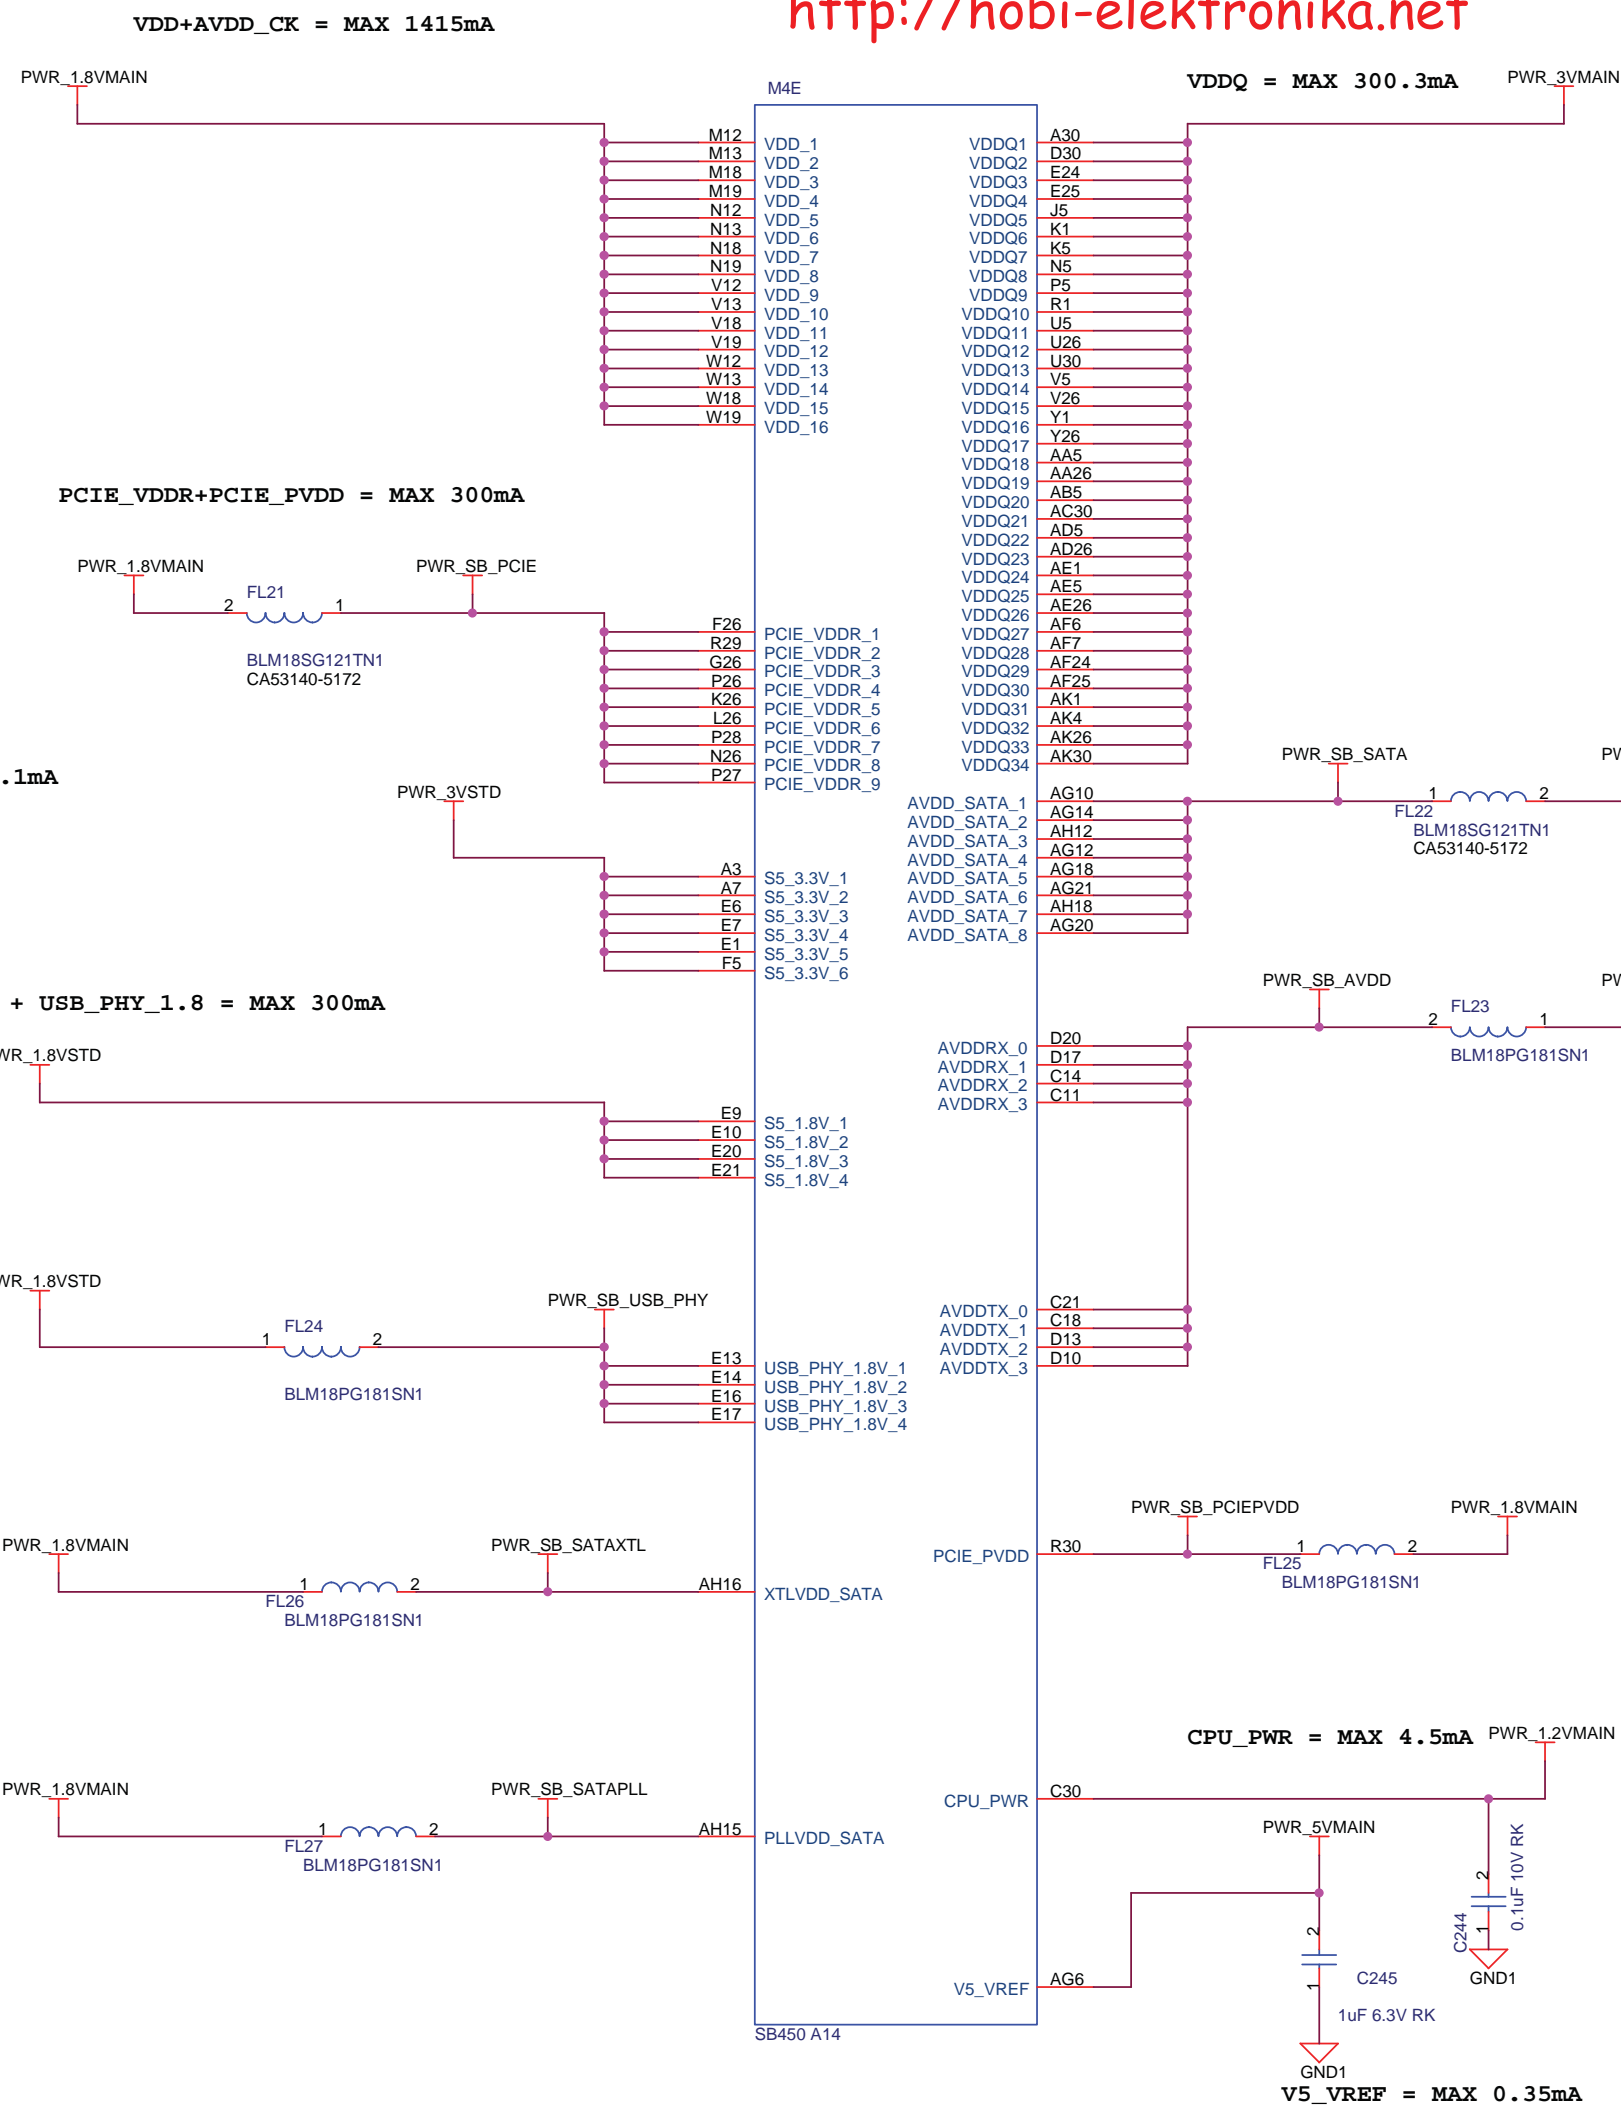 http://hobi-elektronika.net
VDD+AVDD_CK = MAX 1415mA
PWR_1.8VMAIN
M4E
VDDQ = MAX 300.3mA
PWR_3VMAIN
M12 VDD_1
M13 VDD_2
M18 VDD_3
M19 VDD_4
N12 VDD_5
N13 VDD_6
N18 VDD_7
N19 VDD_8
V12 VDD_9
V13 VDD_10
V18 VDD_11
V19 VDD_12
W12 VDD_13
W13 VDD_14
W18 VDD_15
W19 VDD_16
VDDQ1 A30
VDDQ2 D30
VDDQ3 E24
VDDQ4 E25
VDDQ5 J5
VDDQ6 K1
VDDQ7 K5
VDDQ8 N5
VDDQ9 P5
VDDQ10 R1
VDDQ11 U5
VDDQ12 U26
VDDQ13 U30
VDDQ14 V5
VDDQ15 V26
VDDQ16 Y1
VDDQ17 Y26
VDDQ18 AA5
VDDQ19 AA26
VDDQ20 AB5
VDDQ21 AC30
VDDQ22 AD5
VDDQ23 AD26
VDDQ24 AE1
VDDQ25 AE5
VDDQ26 AE26
VDDQ27 AF6
VDDQ28 AF7
VDDQ29 AF24
VDDQ30 AF25
VDDQ31 AK1
VDDQ32 AK4
VDDQ33 AK26
VDDQ34 AK30
PCIE_VDDR+PCIE_PVDD = MAX 300mA
PWR_1.8VMAIN
PWR_SB_PCIE
FL21
2 1
BLM18SG121TN1
CA53140-5172
F26 PCIE_VDDR_1
R29 PCIE_VDDR_2
G26 PCIE_VDDR_3
P26 PCIE_VDDR_4
K26 PCIE_VDDR_5
L26 PCIE_VDDR_6
P28 PCIE_VDDR_7
N26 PCIE_VDDR_8
P27 PCIE_VDDR_9
.1mA
PWR_3VSTD
A3 S5_3.3V_1
A7 S5_3.3V_2
E6 S5_3.3V_3
E7 S5_3.3V_4
E1 S5_3.3V_5
F5 S5_3.3V_6
PWR_SB_SATA
PW
AVDD_SATA_1 AG10
AVDD_SATA_2 AG14
AVDD_SATA_3 AH12
AVDD_SATA_4 AG12
AVDD_SATA_5 AG18
AVDD_SATA_6 AG21
AVDD_SATA_7 AH18
AVDD_SATA_8 AG20
1 2
FL22
BLM18SG121TN1
CA53140-5172
+ USB_PHY_1.8 = MAX 300mA
WR_1.8VSTD
E9 S5_1.8V_1
E10 S5_1.8V_2
E20 S5_1.8V_3
E21 S5_1.8V_4
PWR_SB_AVDD
PW
FL23
2 1
BLM18PG181SN1
AVDDRX_0 D20
AVDDRX_1 D17
AVDDRX_2 C14
AVDDRX_3 C11
WR_1.8VSTD
PWR_SB_USB_PHY
FL24
1 2
BLM18PG181SN1
E13 USB_PHY_1.8V_1
E14 USB_PHY_1.8V_2
E16 USB_PHY_1.8V_3
E17 USB_PHY_1.8V_4
AVDDTX_0 C21
AVDDTX_1 C18
AVDDTX_2 D13
AVDDTX_3 D10
PWR_1.8VMAIN
PWR_SB_SATAXTL
1 2
FL26
BLM18PG181SN1
AH16 XTLVDD_SATA
PWR_SB_PCIEPVDD
PWR_1.8VMAIN
PCIE_PVDD R30
1 2
FL25
BLM18PG181SN1
PWR_1.8VMAIN
PWR_SB_SATAPLL
1 2
FL27
BLM18PG181SN1
AH15 PLLVDD_SATA
CPU_PWR = MAX 4.5mA
PWR_1.2VMAIN
CPU_PWR C30
PWR_5VMAIN
2
1
C244
0.1uF 10V RK
GND1
V5_VREF AG6
2
1
C245
1uF 6.3V RK
GND1
SB450 A14
V5_VREF = MAX 0.35mA